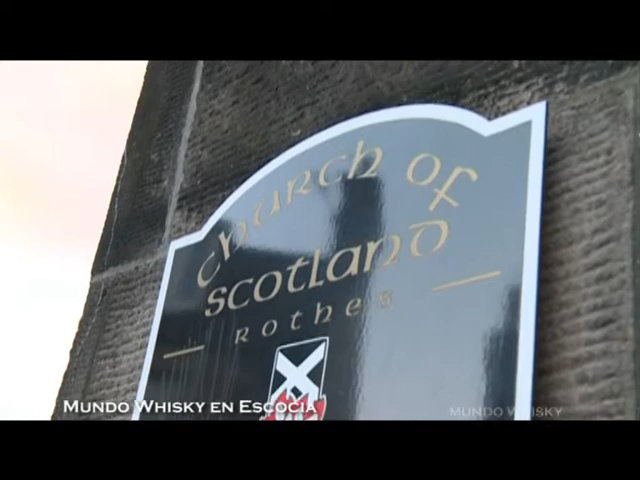 church of
scotland
rothes
MUNDO WHISKY EN ESCOCIA
MUNDO WHISKY